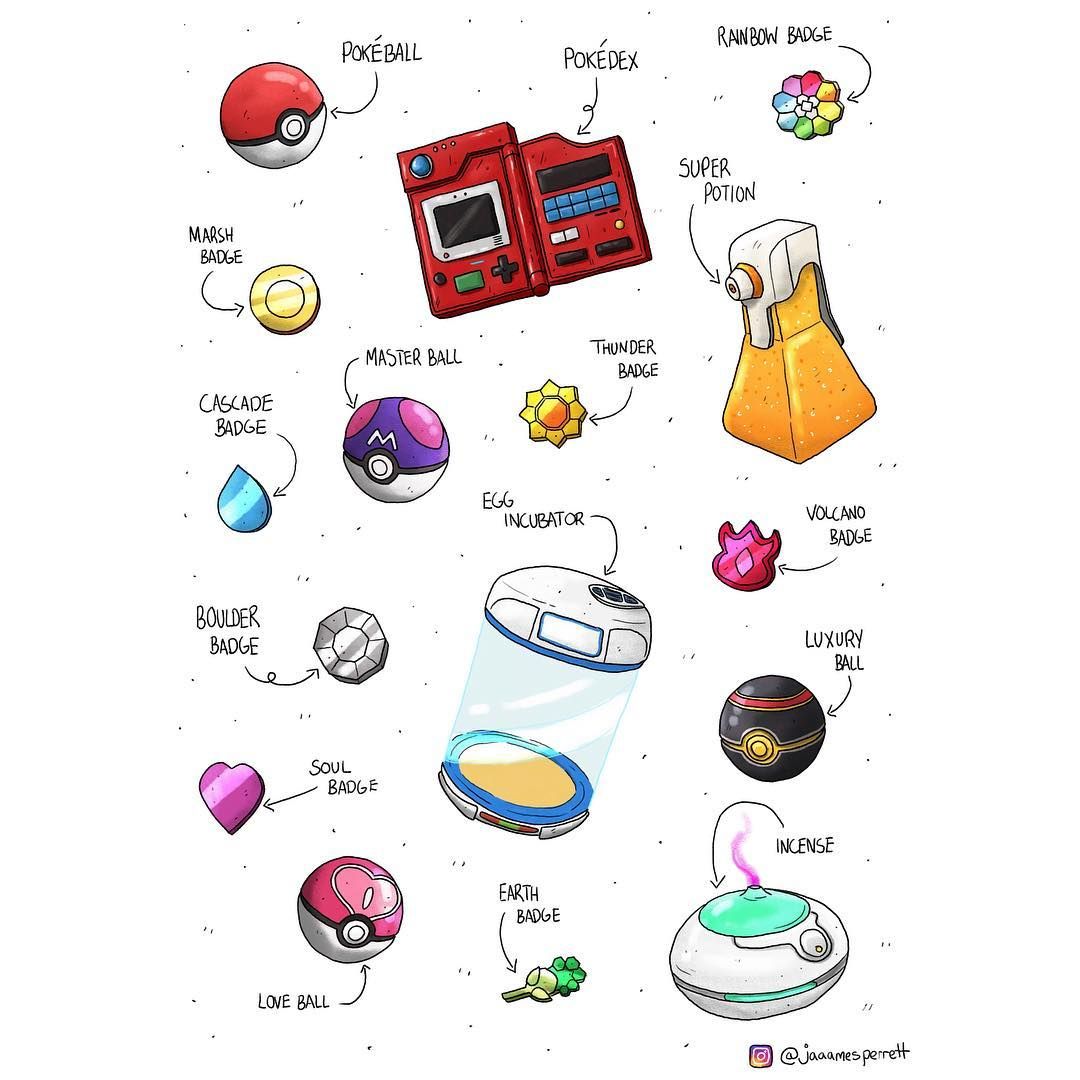 POKÉBALL
POKÉDEX
RAINBOW BADGE
SUPER
POTION
MARSH
BADGE
MASTER BALL
THUNDER
BADGE
CASCADE
BADGE
M
EGG
INCUBATOR
VOLCANO
BADGE
BOULDER
BADGE
LUXURY
BALL
SOUL
BADGE
INCENSE
EARTH
BADGE
LOVE BALL
@jaaamesperrett